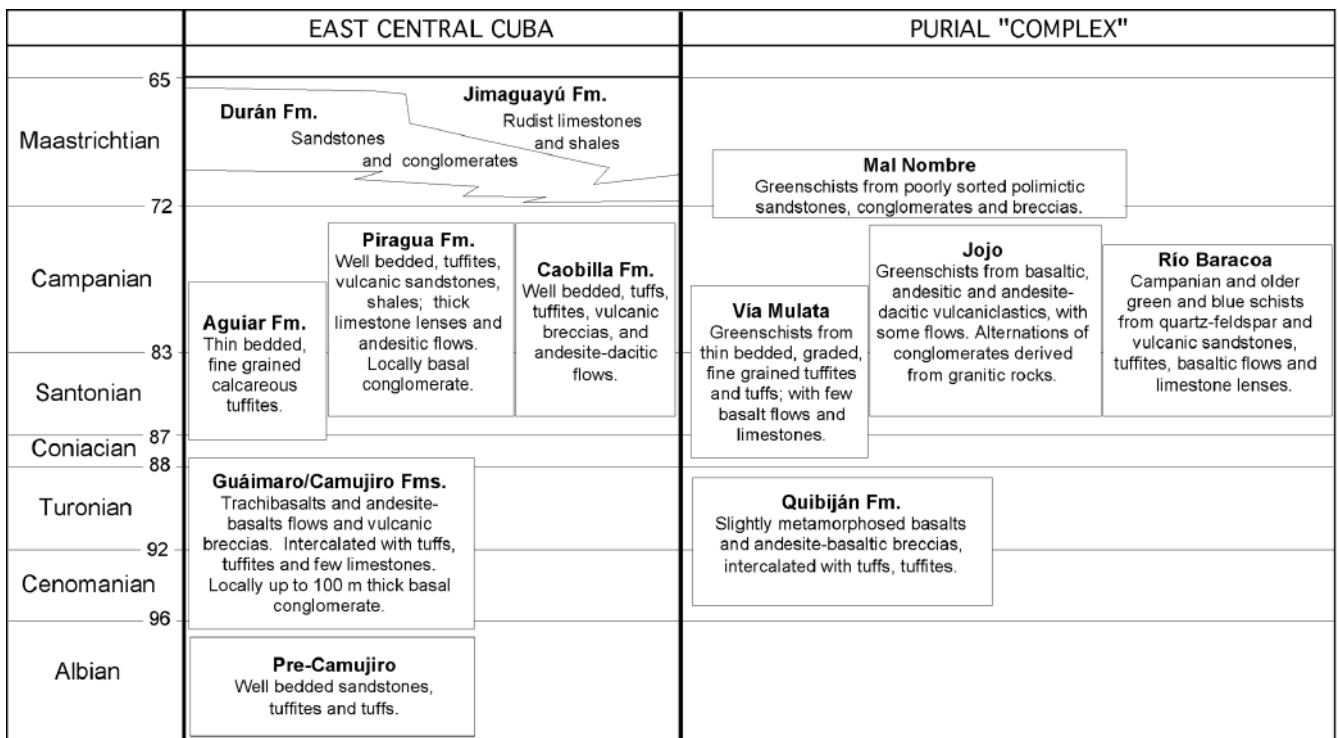 EAST CENTRAL CUBA
PURIAL "COMPLEX"
65
Maastrichtian
72
Campanian
83
Santonian
87
Coniacian
88
Turonian
92
Cenomanian
96
Albian
Durán Fm.
Sandstones
and conglomerates
Jimaguayú Fm.
Rudist limestones
and shales
Aguiar Fm.
Thin bedded,
fine grained
calcareous
tuffites.
Piragua Fm.
Well bedded, tuffites,
vulcanic sandstones,
shales; thick
limestone lenses and
andesitic flows.
Locally basal
conglomerate.
Caobilla Fm.
Well bedded, tuffs,
tuffites, vulcanic
breccias, and
andesite-dacitic
flows.
Guáimaro/Camujiro Fms.
Trachibasalts and andesite-
basalts flows and vulcanic
breccias. Intercalated with tuffs,
tuffites and few limestones.
Locally up to 100 m thick basal
conglomerate.
Pre-Camujiro
Well bedded sandstones,
tuffites and tuffs.
Mal Nombre
Greenschists from poorly sorted polimictic
sandstones, conglomerates and breccias.
Vía Mulata
Greenschists from
thin bedded, graded,
fine grained tuffites
and tuffs; with few
basalt flows and
limestones.
Jojo
Greenschists from basaltic,
andesitic and andesite-
dacitic vulcaniclastics, with
some flows. Alternations of
conglomerates derived
from granitic rocks.
Río Baracoa
Campanian and older
green and blue schists
from quartz-feldspar and
vulcanic sandstones,
tuffites, basaltic flows and
limestone lenses.
Quibiján Fm.
Slightly metamorphosed basalts
and andesite-basaltic breccias,
intercalated with tuffs, tuffites.